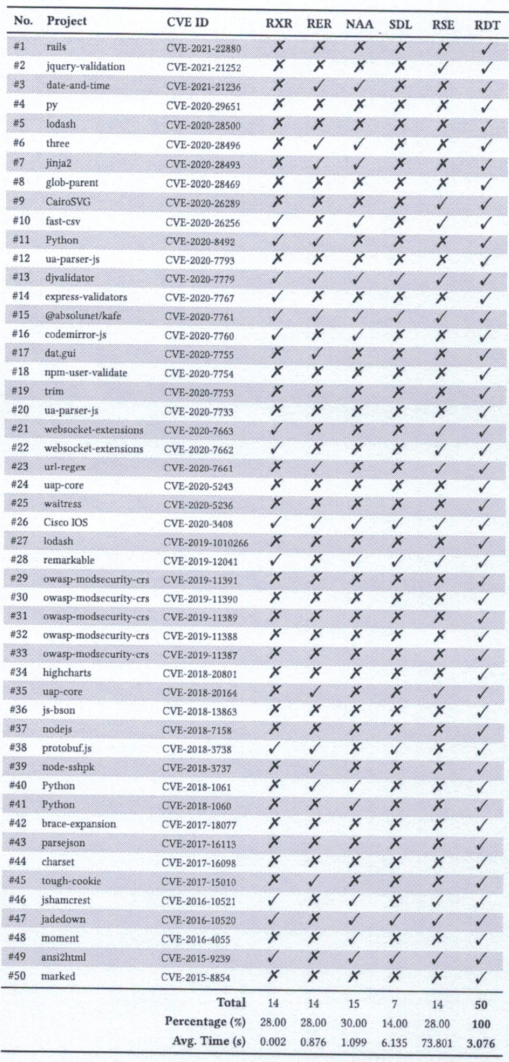 No. Project CVE ID RXR RER NAA SDL RSE RDT
#1 rails CVE-2021-22880 ✗ ✗ ✗ ✗ ✗ ✓
#2 jquery-validation CVE-2021-21252 ✗ ✗ ✗ ✗ ✓ ✓
#3 date-and-time CVE-2021-21236 ✗ ✓ ✓ ✗ ✗ ✓
#4 py CVE-2020-29651 ✗ ✗ ✗ ✗ ✗ ✓
#5 lodash CVE-2020-28500 ✗ ✗ ✗ ✗ ✗ ✓
#6 three CVE-2020-28496 ✗ ✓ ✓ ✗ ✗ ✓
#7 jinja2 CVE-2020-28493 ✗ ✓ ✓ ✗ ✗ ✓
#8 glob-parent CVE-2020-28469 ✗ ✗ ✗ ✗ ✗ ✓
#9 CairoSVG CVE-2020-26289 ✗ ✗ ✗ ✗ ✓ ✓
#10 fast-csv CVE-2020-26256 ✓ ✗ ✓ ✗ ✓ ✓
#11 Python CVE-2020-8492 ✓ ✓ ✗ ✗ ✗ ✓
#12 ua-parser-js CVE-2020-7793 ✗ ✗ ✗ ✗ ✗ ✓
#13 djvalidator CVE-2020-7779 ✓ ✓ ✓ ✓ ✓ ✓
#14 express-validators CVE-2020-7767 ✓ ✗ ✗ ✗ ✗ ✓
#15 @absolunet/kafe CVE-2020-7761 ✓ ✓ ✓ ✓ ✓ ✓
#16 codemirror-js CVE-2020-7760 ✓ ✗ ✓ ✗ ✗ ✓
#17 dat.gui CVE-2020-7755 ✗ ✓ ✗ ✗ ✗ ✓
#18 npm-user-validate CVE-2020-7754 ✗ ✗ ✗ ✗ ✗ ✓
#19 trim CVE-2020-7753 ✗ ✗ ✗ ✗ ✗ ✓
#20 ua-parser-js CVE-2020-7733 ✗ ✗ ✗ ✗ ✗ ✓
#21 websocket-extensions CVE-2020-7663 ✓ ✗ ✗ ✗ ✓ ✓
#22 websocket-extensions CVE-2020-7662 ✓ ✗ ✗ ✗ ✓ ✓
#23 url-regex CVE-2020-7661 ✗ ✓ ✗ ✗ ✓ ✓
#24 uap-core CVE-2020-5243 ✗ ✗ ✗ ✗ ✗ ✓
#25 waitress CVE-2020-5236 ✗ ✗ ✗ ✗ ✗ ✓
#26 Cisco IOS CVE-2020-3408 ✓ ✓ ✓ ✓ ✓ ✓
#27 lodash CVE-2019-1010266 ✗ ✗ ✗ ✗ ✗ ✓
#28 remarkable CVE-2019-12041 ✓ ✗ ✓ ✓ ✓ ✓
#29 owasp-modsecurity-crs CVE-2019-11391 ✗ ✗ ✗ ✗ ✗ ✓
#30 owasp-modsecurity-crs CVE-2019-11390 ✗ ✗ ✗ ✗ ✗ ✓
#31 owasp-modsecurity-crs CVE-2019-11389 ✗ ✗ ✗ ✗ ✗ ✓
#32 owasp-modsecurity-crs CVE-2019-11388 ✗ ✗ ✗ ✗ ✗ ✓
#33 owasp-modsecurity-crs CVE-2019-11387 ✗ ✗ ✗ ✗ ✗ ✓
#34 highcharts CVE-2018-20801 ✗ ✗ ✗ ✗ ✗ ✓
#35 uap-core CVE-2018-20164 ✗ ✓ ✗ ✗ ✓ ✓
#36 js-bson CVE-2018-13863 ✗ ✗ ✗ ✗ ✗ ✓
#37 nodejs CVE-2018-7158 ✗ ✗ ✗ ✗ ✗ ✓
#38 protobuf.js CVE-2018-3738 ✓ ✓ ✗ ✓ ✗ ✓
#39 node-sshpk CVE-2018-3737 ✗ ✓ ✗ ✗ ✗ ✓
#40 Python CVE-2018-1061 ✗ ✓ ✓ ✗ ✗ ✓
#41 Python CVE-2018-1060 ✗ ✗ ✓ ✗ ✗ ✓
#42 brace-expansion CVE-2017-18077 ✗ ✗ ✗ ✗ ✗ ✓
#43 parsejson CVE-2017-16113 ✗ ✗ ✗ ✗ ✗ ✓
#44 charset CVE-2017-16098 ✗ ✗ ✗ ✗ ✗ ✓
#45 tough-cookie CVE-2017-15010 ✗ ✓ ✗ ✗ ✗ ✓
#46 jshamcrest CVE-2016-10521 ✓ ✗ ✓ ✗ ✓ ✓
#47 jadedown CVE-2016-10520 ✓ ✗ ✓ ✓ ✓ ✓
#48 moment CVE-2016-4055 ✗ ✗ ✓ ✗ ✗ ✓
#49 ansi2html CVE-2015-9239 ✓ ✗ ✓ ✓ ✓ ✓
#50 marked CVE-2015-8854 ✗ ✗ ✗ ✗ ✗ ✓
Total 14 14 15 7 14 50
Percentage (%) 28.00 28.00 30.00 14.00 28.00 100
Avg. Time (s) 0.002 0.876 1.099 6.135 73.801 3.076